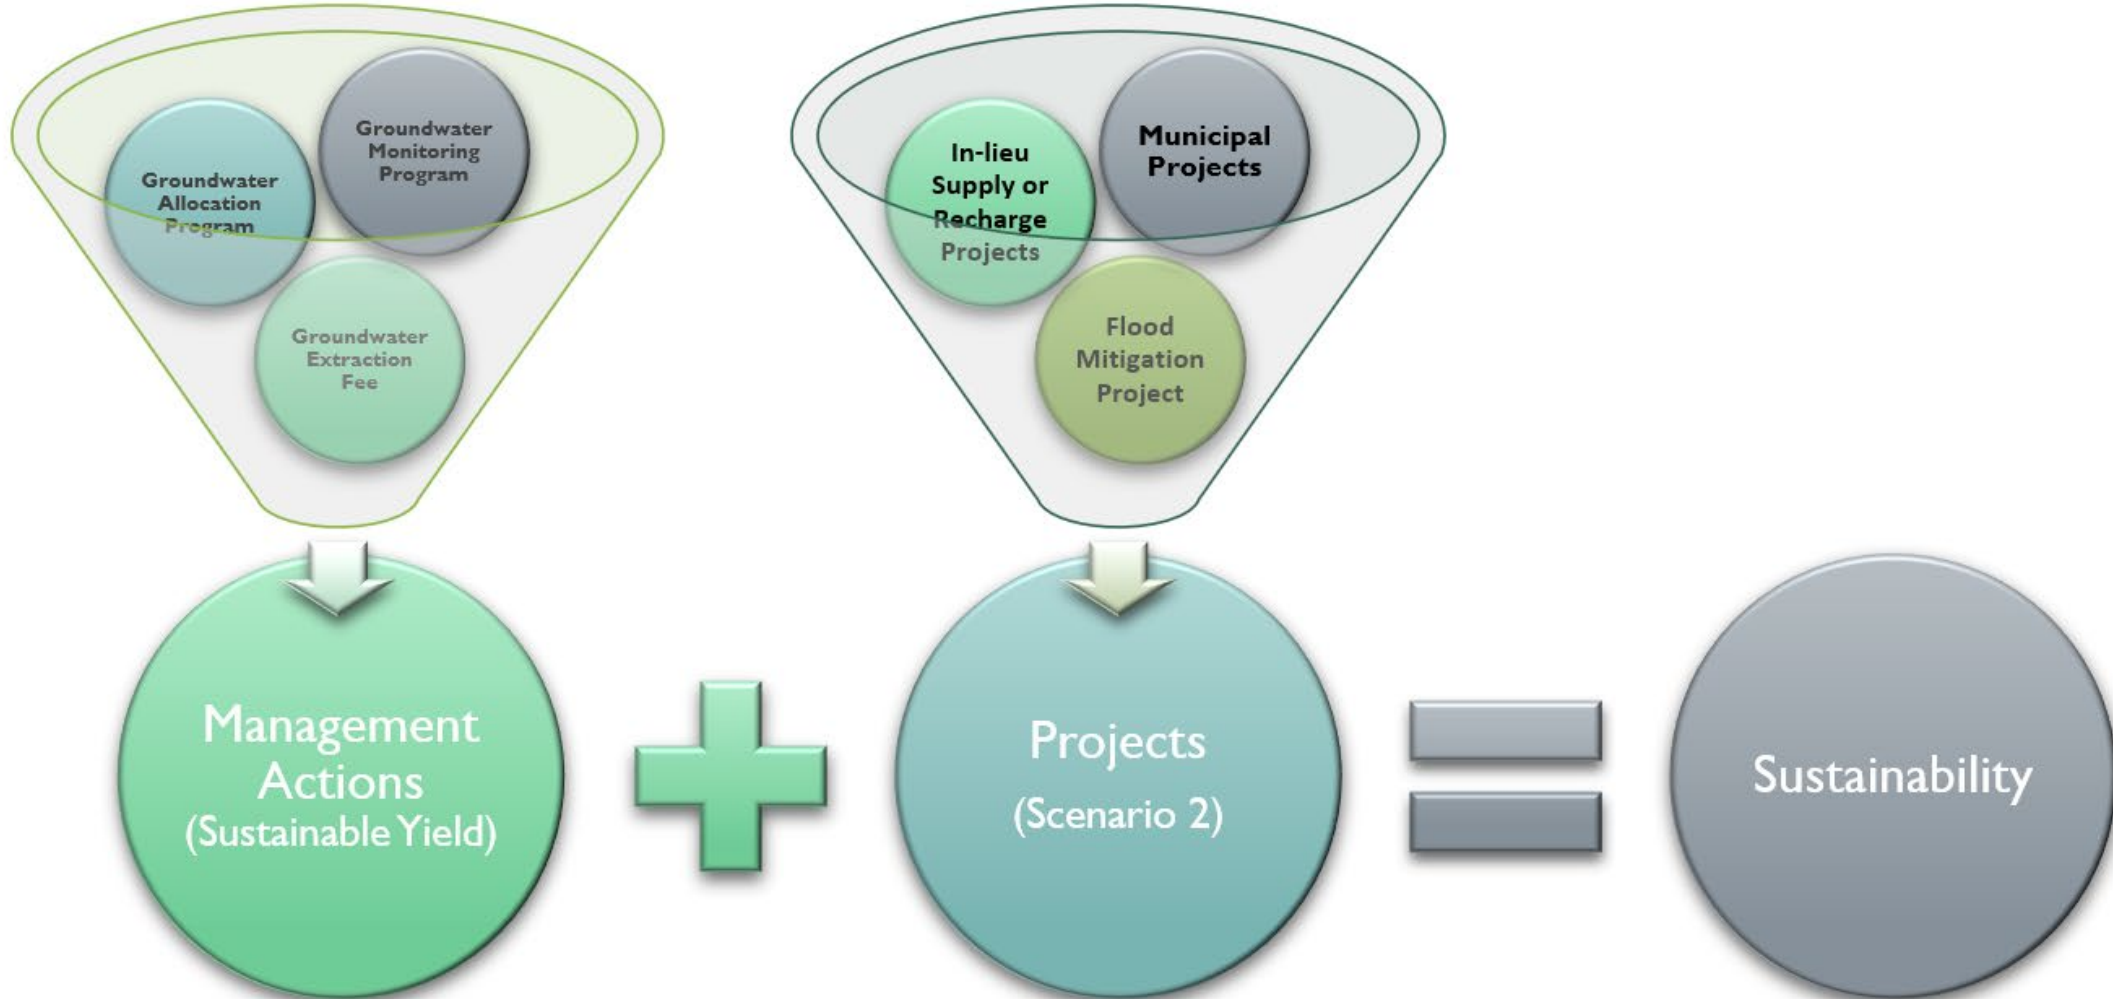 Groundwater
Allocation
Program
Groundwater
Monitoring
Program
Groundwater
Extraction
Fee
In-lieu
Supply or
Recharge
Projects
Municipal
Projects
Flood
Mitigation
Project
Management
Actions
(Sustainable Yield)
Projects
(Scenario 2)
Sustainability